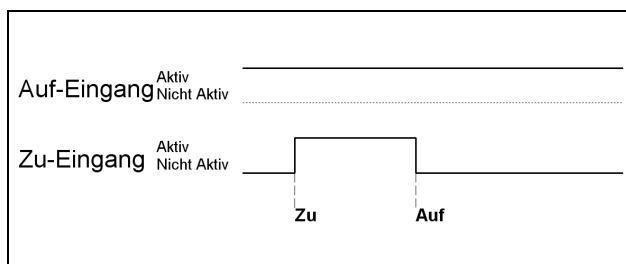 Auf-Eingang Aktiv
Nicht Aktiv
Zu-Eingang Aktiv
Nicht Aktiv
Zu Auf